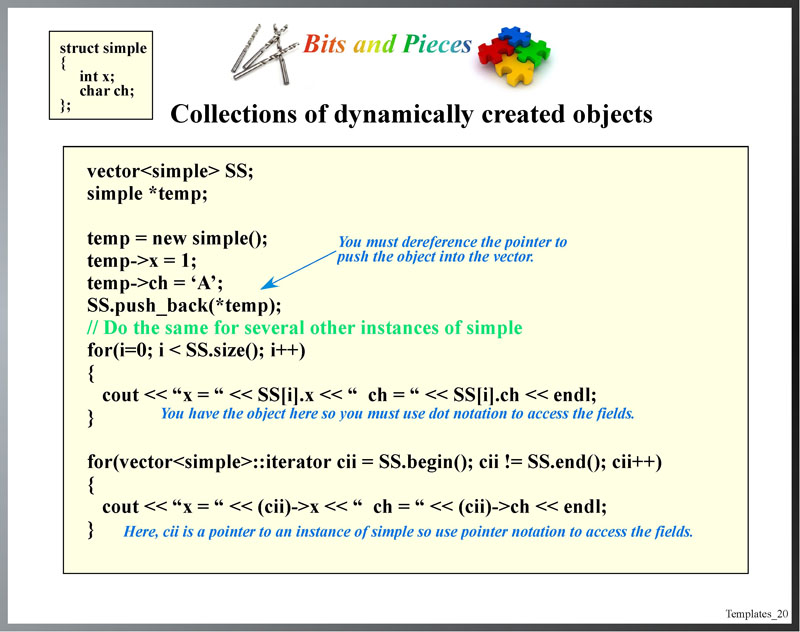 struct simple
{
int x;
char ch;
};
Bits and Pieces
Collections of dynamically created objects
vector<simple> SS;
simple *temp;
temp = new simple();
temp->x = 1;
temp->ch = ‘A’;
SS.push_back(*temp);
You must dereference the pointer to
push the object into the vector.
// Do the same for several other instances of simple
for(i=0; i < SS.size(); i++)
{
cout << “x = “ << SS[i].x << “  ch = “ << SS[i].ch << endl;
You have the object here so you must use dot notation to access the fields.
}
for(vector<simple>::iterator cii = SS.begin(); cii != SS.end(); cii++)
{
cout << “x = “ << (cii)->x << “  ch = “ << (cii)->ch << endl;
}
Here, cii is a pointer to an instance of simple so use pointer notation to access the fields.
Templates_20